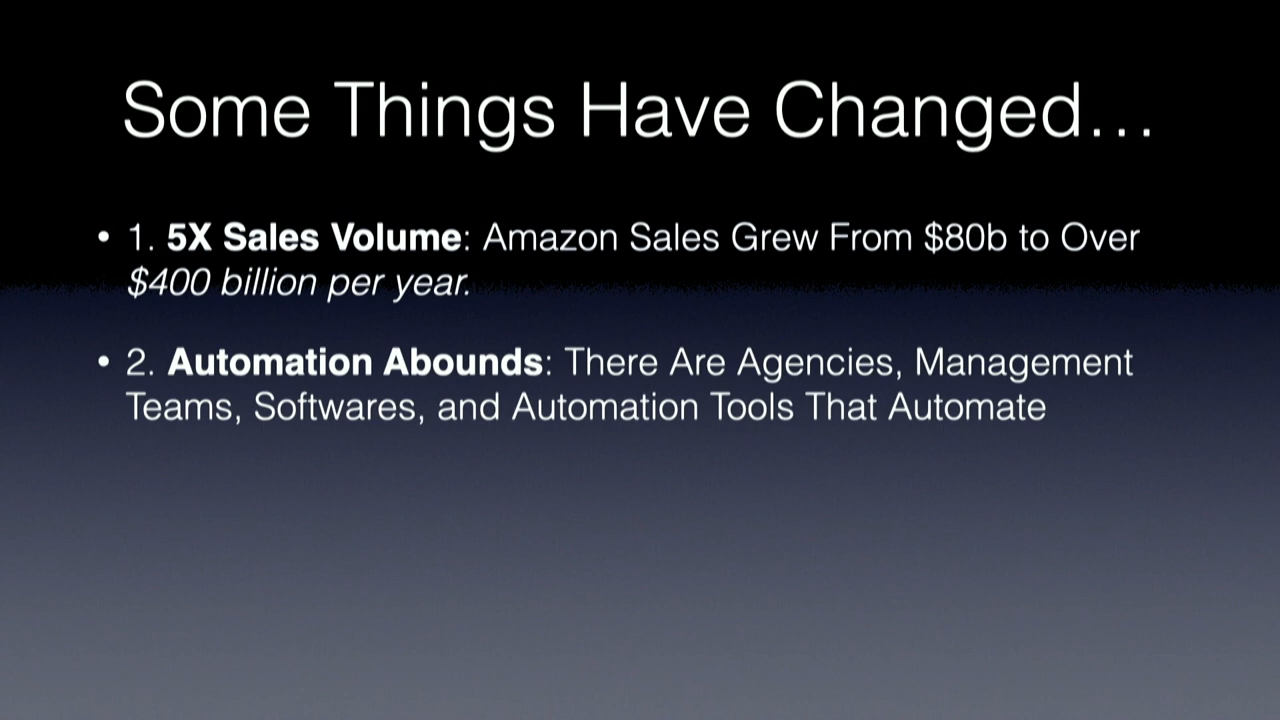 Some Things Have Changed…
• 1. 5X Sales Volume: Amazon Sales Grew From $80b to Over
$400 billion per year.
• 2. Automation Abounds: There Are Agencies, Management
Teams, Softwares, and Automation Tools That Automate